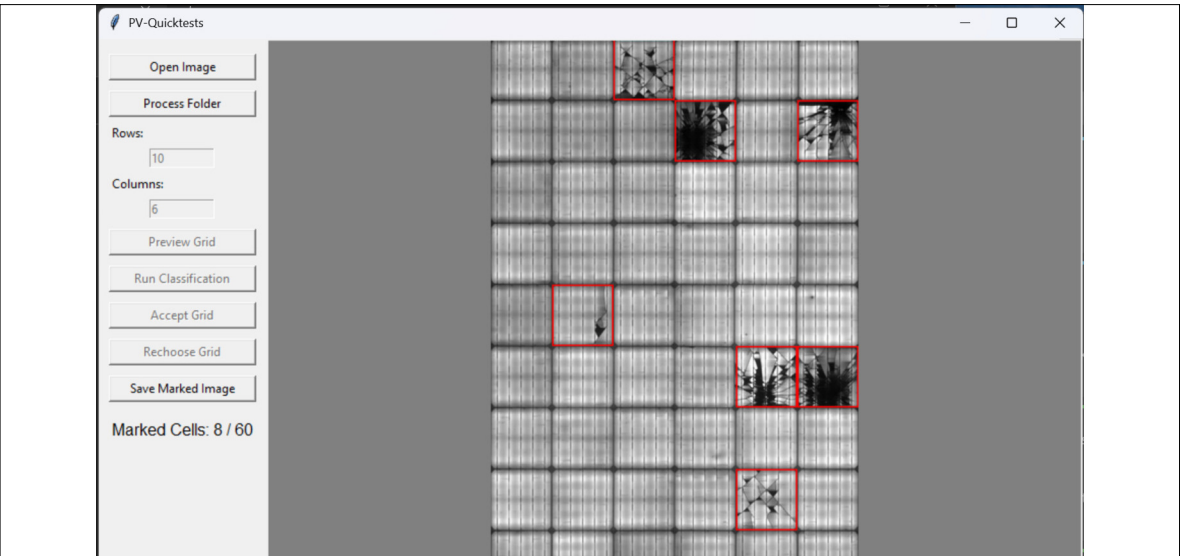 PV-Quicktests
Open Image
Process Folder
Rows:
10
Columns:
6
Preview Grid
Run Classification
Accept Grid
Rechoose Grid
Save Marked Image
Marked Cells: 8 / 60